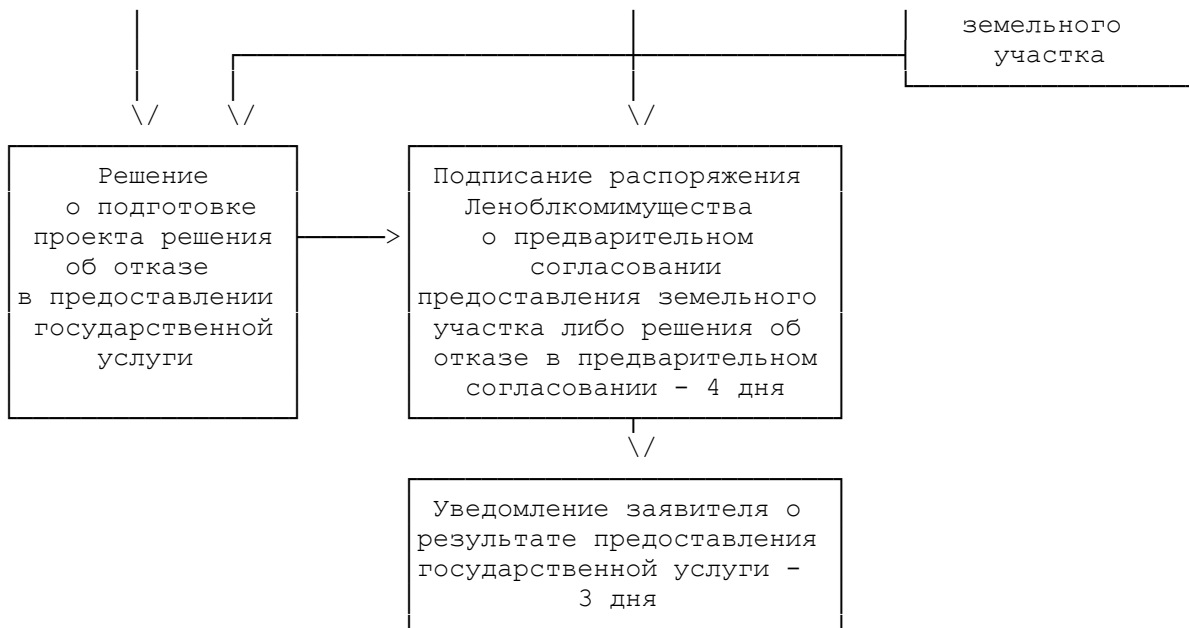 земельного
участка
Решение
о подготовке
проекта решения
об отказе
в предоставлении
государственной
услуги
Подписание распоряжения
Леноблкомимущества
о предварительном
согласовании
предоставления земельного
участка либо решения об
отказе в предварительном
согласовании - 4 дня
Уведомление заявителя о
результате предоставления
государственной услуги -
3 дня